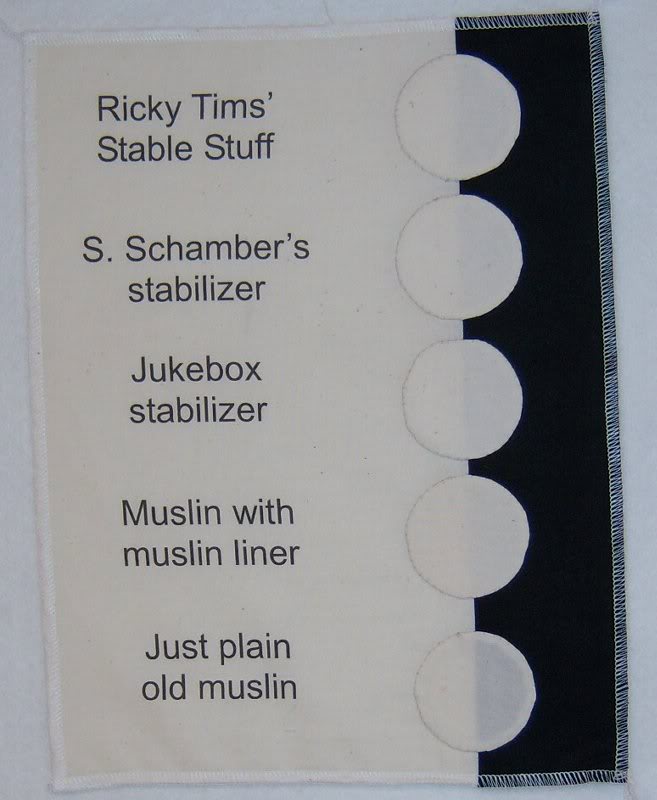 Ricky Tims’
Stable Stuff
S. Schamber’s
stabilizer
Jukebox
stabilizer
Muslin with
muslin liner
Just plain
old muslin